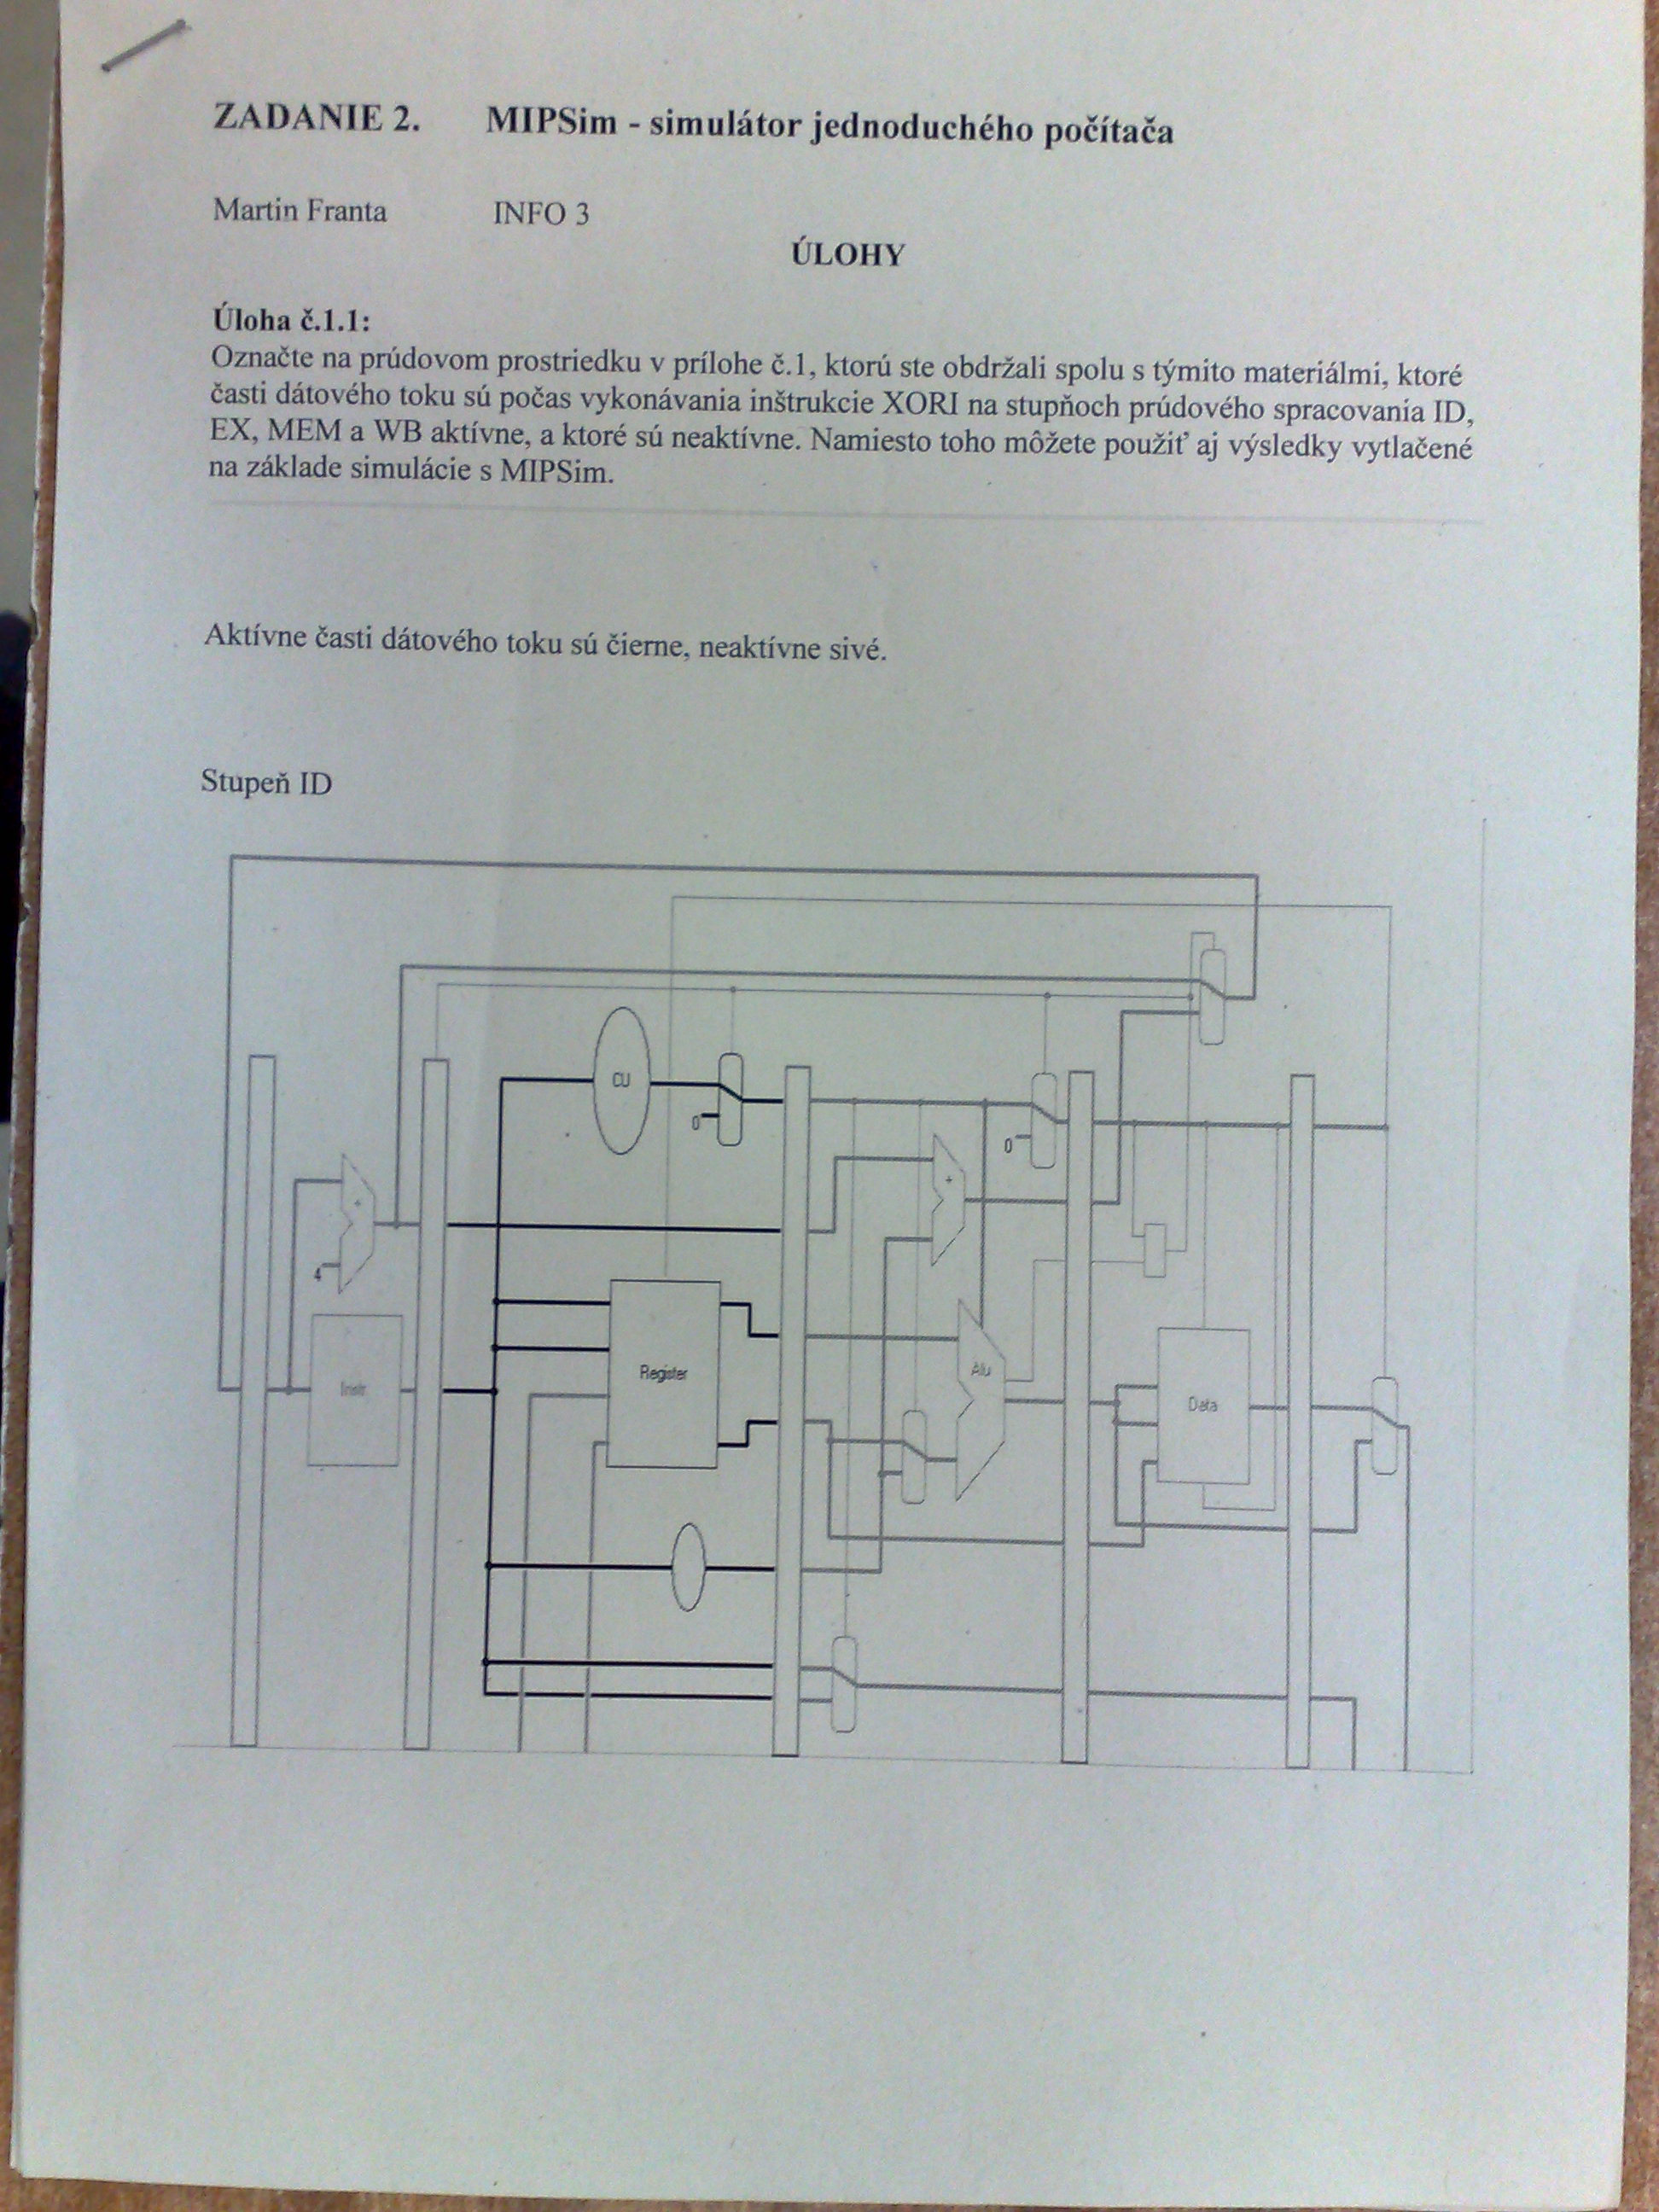 ZADANIE 2. MIPSim - simulátor jednoduchého počítača
Martin Franta INFO 3
ÚLOHY
Úloha č.1.1:
Označte na prúdovom prostriedku v prílohe č.1, ktorú ste obdržali spolu s týmito materiálmi, ktoré
časti dátového toku sú počas vykonávania inštrukcie XORI na stupňoch prúdového spracovania ID,
EX, MEM a WB aktívne, a ktoré sú neaktívne. Namiesto toho môžete použiť aj výsledky vytlačené
na základe simulácie s MIPSim.
Aktívne časti dátového toku sú čierne, neaktívne sivé.
Stupeň ID
CU
0
0
+
+
4
Instr.
Register
Alu
Data